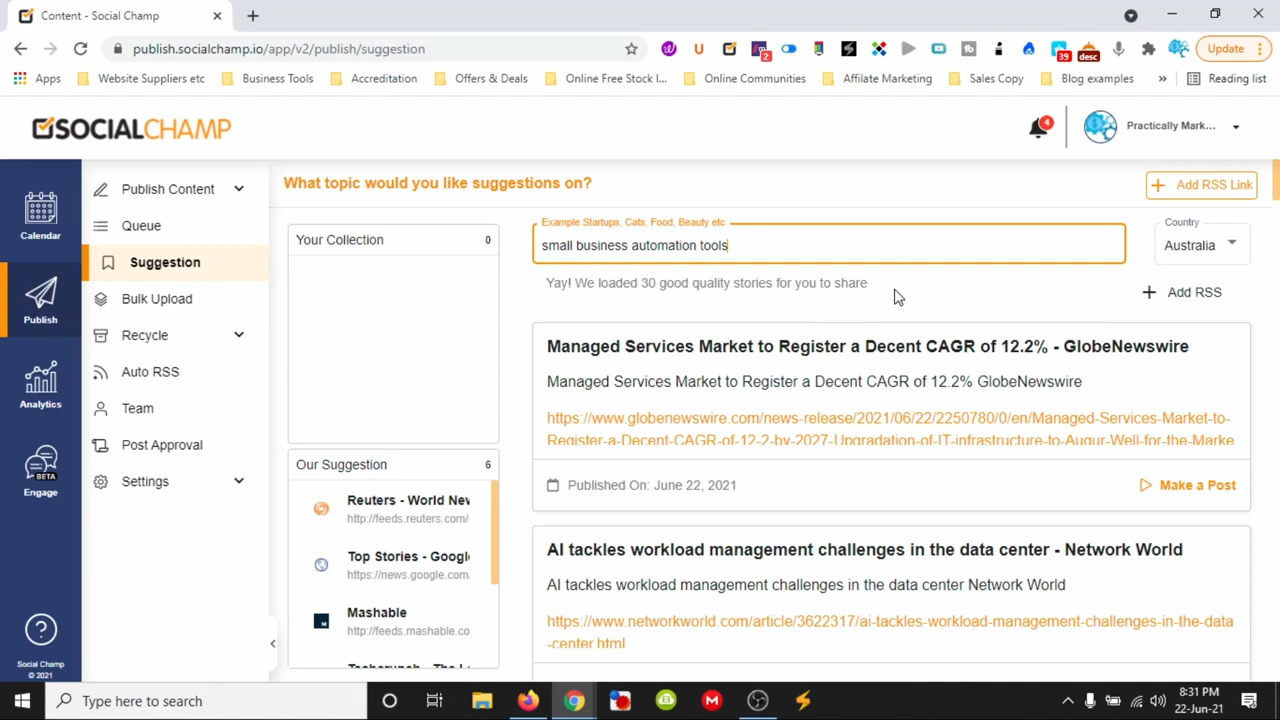 Content - Social Champ
publish.socialchamp.io/app/v2/publish/suggestion
2
39
desc
Update
Apps
Website Suppliers etc
Business Tools
Accreditation
Offers & Deals
Online Free Stock I...
Online Communities
Affilate Marketing
Sales Copy
Blog examples
»
Reading list
SOCIALCHAMP
4
Practically Mark...
Calendar
Publish
Analytics
BETA
Engage
Social Champ
© 2021
Publish Content
Queue
Suggestion
Bulk Upload
Recycle
Auto RSS
Team
Post Approval
Settings
What topic would you like suggestions on?
Add RSS Link
Your Collection 0
Our Suggestion 6
Reuters - World Nev
http://feeds.reuters.com/
Top Stories - Googl
https://news.google.com
Mashable
http://feeds.mashable.co
Example Startups, Cats, Food, Beauty etc
small business automation tools
Country
Australia
Yay! We loaded 30 good quality stories for you to share
Add RSS
Managed Services Market to Register a Decent CAGR of 12.2% - GlobeNewswire
Managed Services Market to Register a Decent CAGR of 12.2% GlobeNewswire
https://www.globenewswire.com/news-release/2021/06/22/2250780/0/en/Managed-Services-Market-to-
Register-a-Decent-CAGR-of-12-2-by-2027-Upgradation-of-IT-infrastructure-to-Augur-Well-for-the-Marke
Published On: June 22, 2021
Make a Post
AI tackles workload management challenges in the data center - Network World
AI tackles workload management challenges in the data center Network World
https://www.networkworld.com/article/3622317/ai-tackles-workload-management-challenges-in-the-data
-center.html
Type here to search
8:31 PM
22-Jun-21